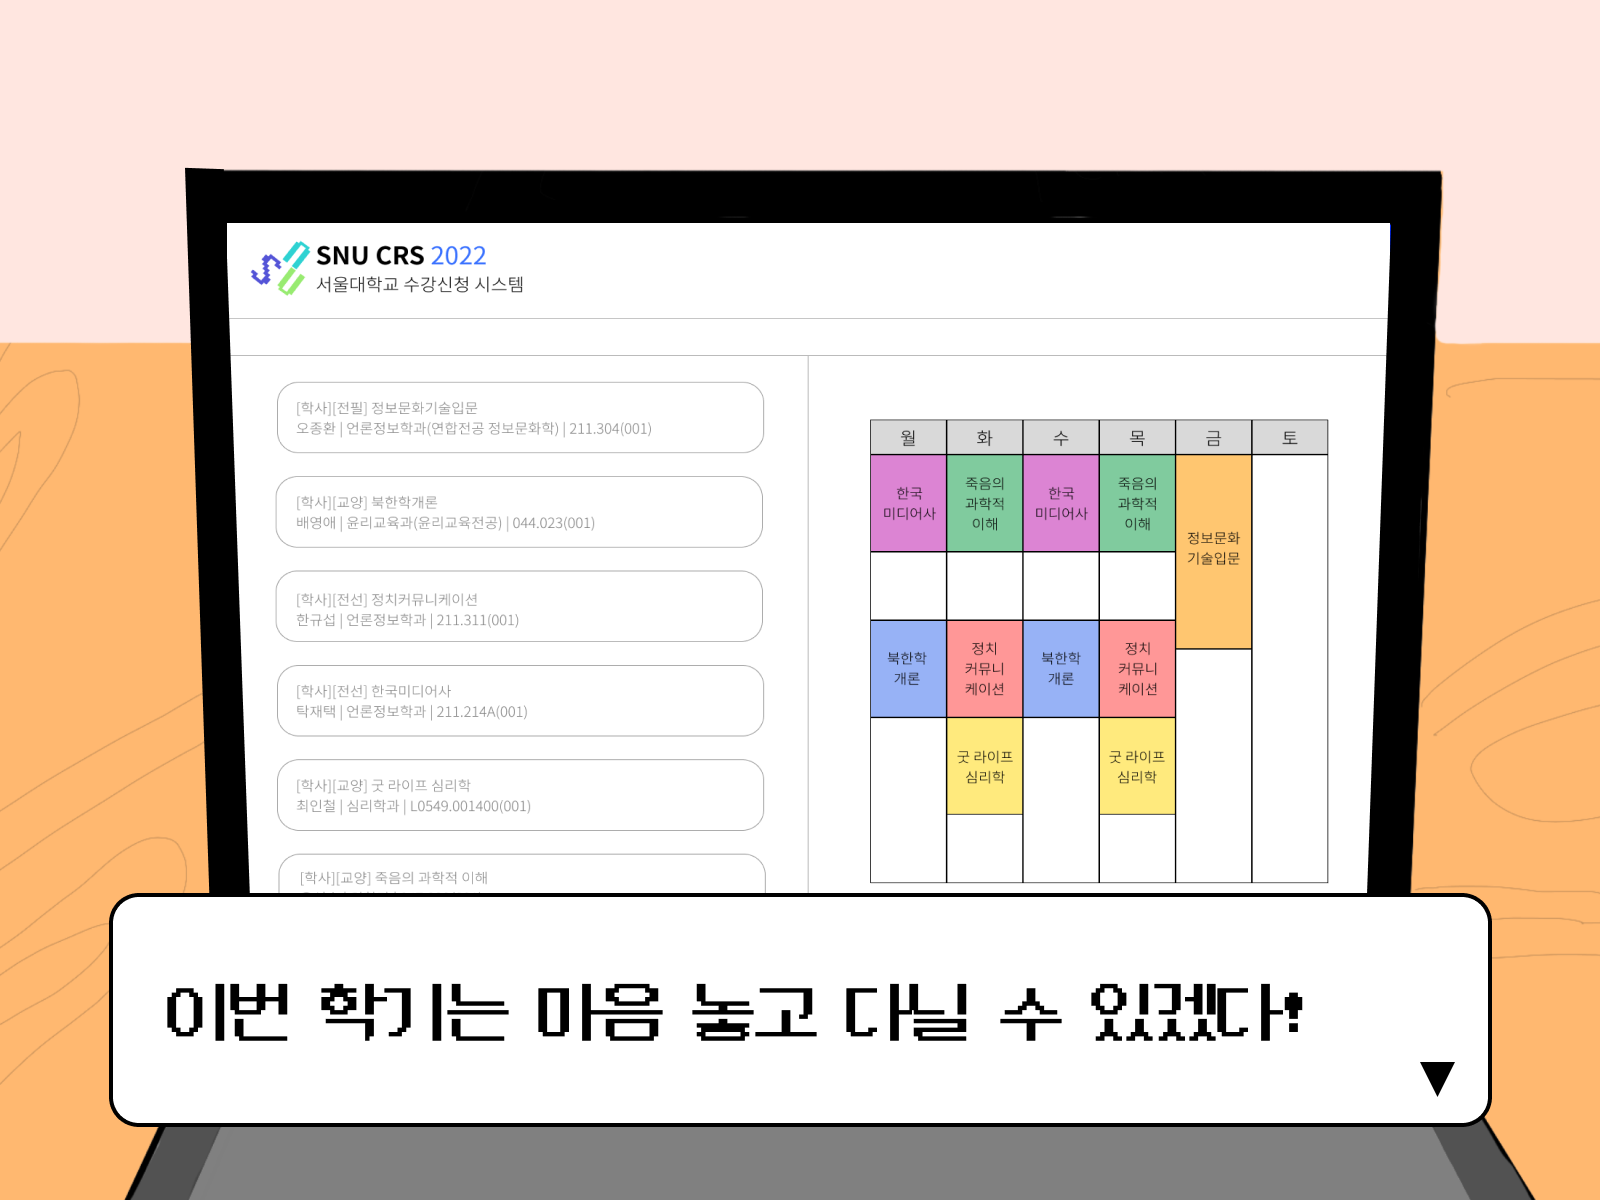 SNU CRS 2022
서울대학교 수강신청 시스템
[학사][전필] 정보문화기술입문
오종환 | 언론정보학과(연합전공 정보문화학) | 211.304(001)
[학사][교양] 북한학개론
배영애 | 윤리교육과(윤리교육전공) | 044.023(001)
[학사][전선] 정치커뮤니케이션
한규섭 | 언론정보학과 | 211.311(001)
[학사][전선] 한국미디어사
탁재택 | 언론정보학과 | 211.214A(001)
[학사][교양] 굿 라이프 심리학
최인철 | 심리학과 | L0549.001400(001)
[학사][교양] 죽음의 과학적 이해
월 화 수 목 금 토
한국
미디어사
죽음의
과학적
이해
한국
미디어사
죽음의
과학적
이해
정보문화
기술입문
북한학
개론
정치
커뮤니
케이션
북한학
개론
정치
커뮤니
케이션
굿 라이프
심리학
굿 라이프
심리학
이번 학기는 마음 놓고 다닐 수 있겠다!